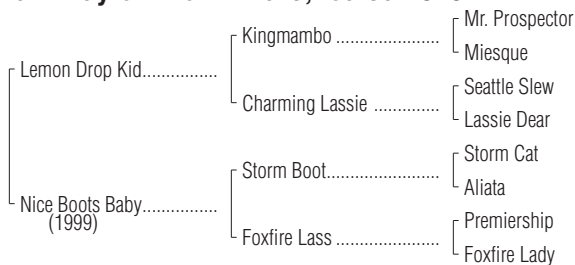 Mr. Prospector
Kingmambo ....................
Miesque
Lemon Drop Kid...............
Seattle Slew
Charming Lassie .............
Lassie Dear
Storm Cat
Storm Boot......................
Aliata
Nice Boots Baby...............
(1999)
Premiership
Foxfire Lass ....................
Foxfire Lady